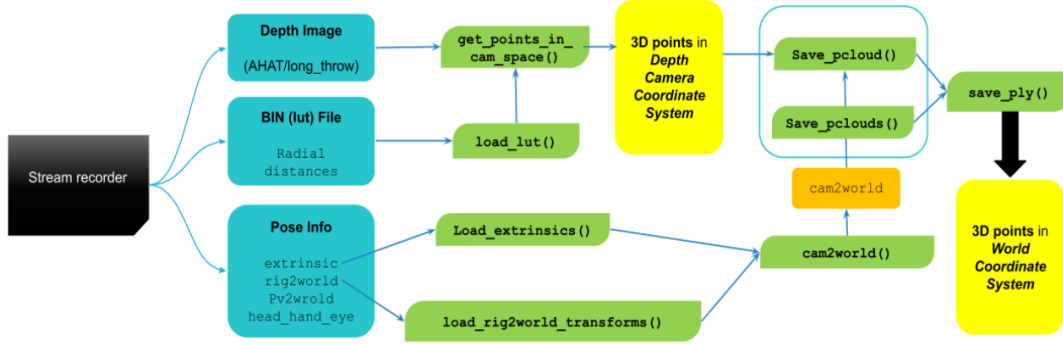 Stream recorder
Depth Image
(AHAT/long_throw)
BIN (lut) File
Radial
distances
Pose Info
extrinsic
rig2world
Pv2wrold
head_hand_eye
get_points_in_
cam_space()
load_lut()
Load_extrinsics()
load_rig2world_transforms()
3D points in
Depth
Camera
Coordinate
System
Save_pcloud()
Save_pclouds()
cam2world
cam2world()
save_ply()
3D points in
World
Coordinate
System